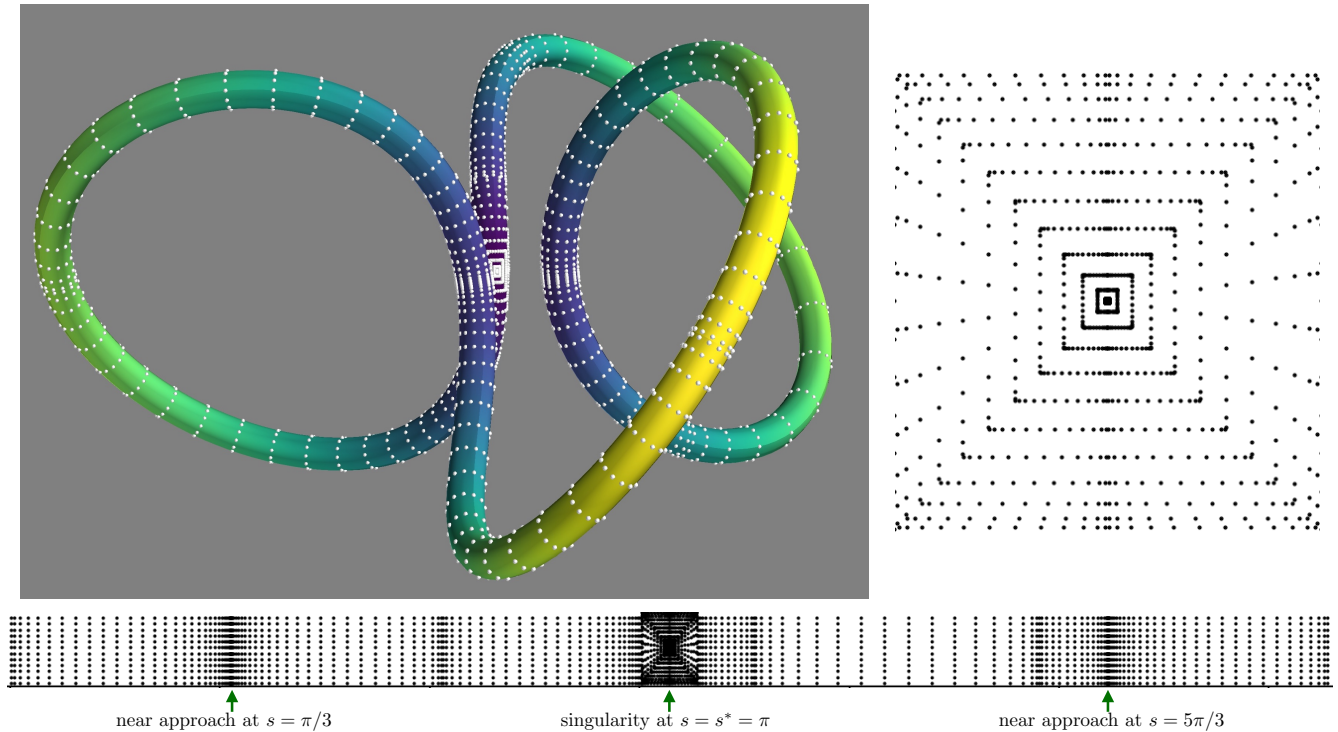 near approach at s = π/3
singularity at s = s* = π
near approach at s = 5π/3